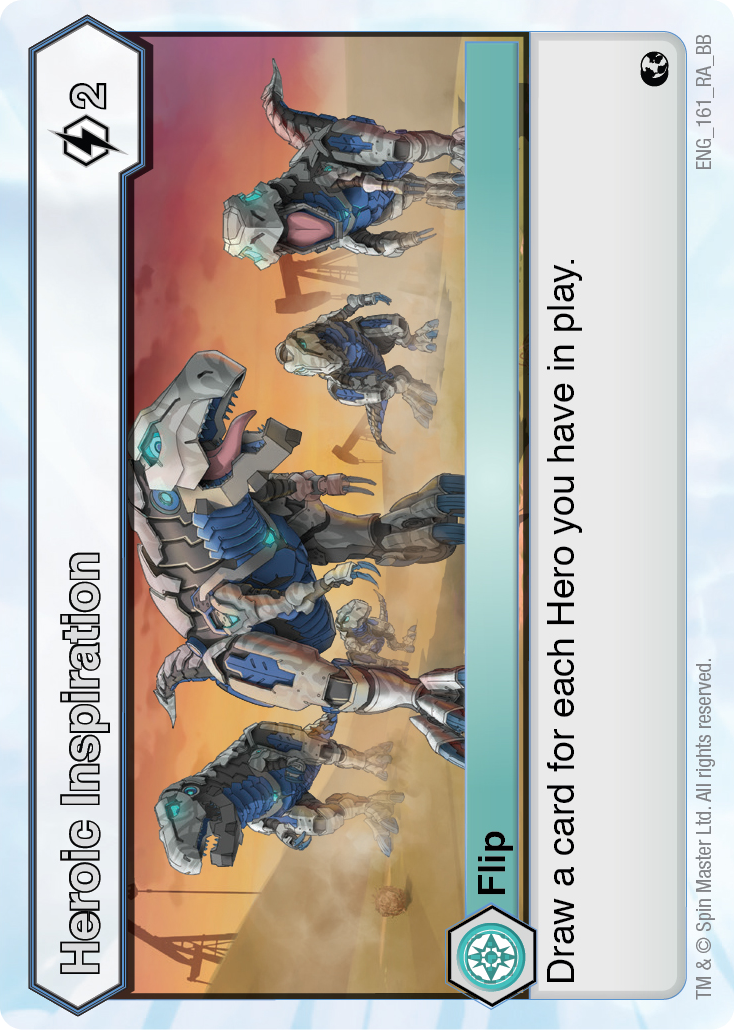 Heroic Inspiration
2
Flip
Draw a card for each Hero you have in play.
TM & © Spin Master Ltd. All rights reserved.
ENG_161_RA_BB